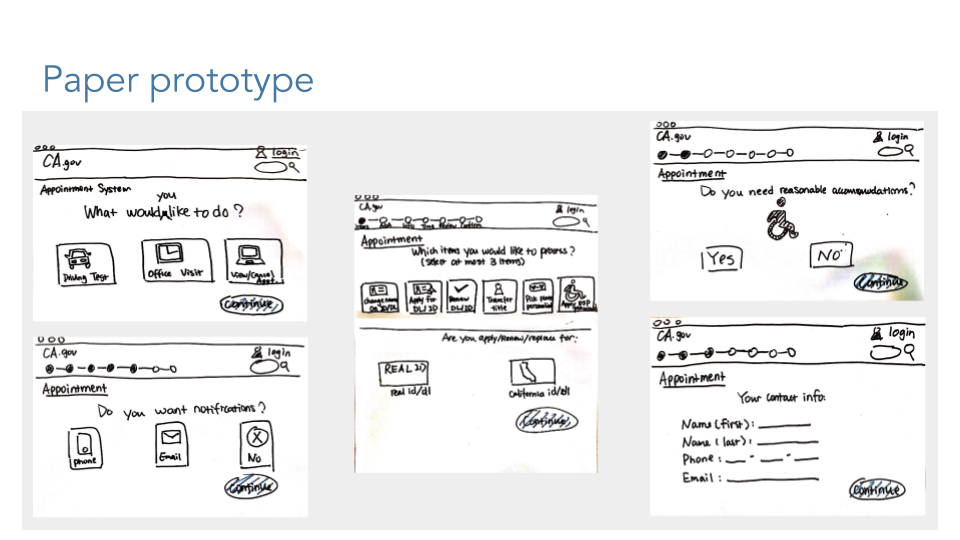 Paper prototype
CA.gov
login
Appointment System
you
What would like to do ?
Driving Test
Office Visit
View/Cancel
Appt.
Continue
CA.gov
login
Appointment
Do you want notifications ?
phone
Email
No
Continue
CA.gov
login
Appointment
Which items you would like to process ?
(select at most 3 items)
change name
on DL/ID
Apply for
DL/ID
Renew
DL/ID
Transfer
title
Are you apply/Renew/replace for:
REAL ID
real id/dl
California id/dl
Continue
CA.gov
login
Appointment
Do you need reasonable accommodations?
Yes
No
Continue
CA.gov
login
Appointment
Your contact info:
Name (first) :
Name ( last ) :
Phone : - -
Email :
Continue